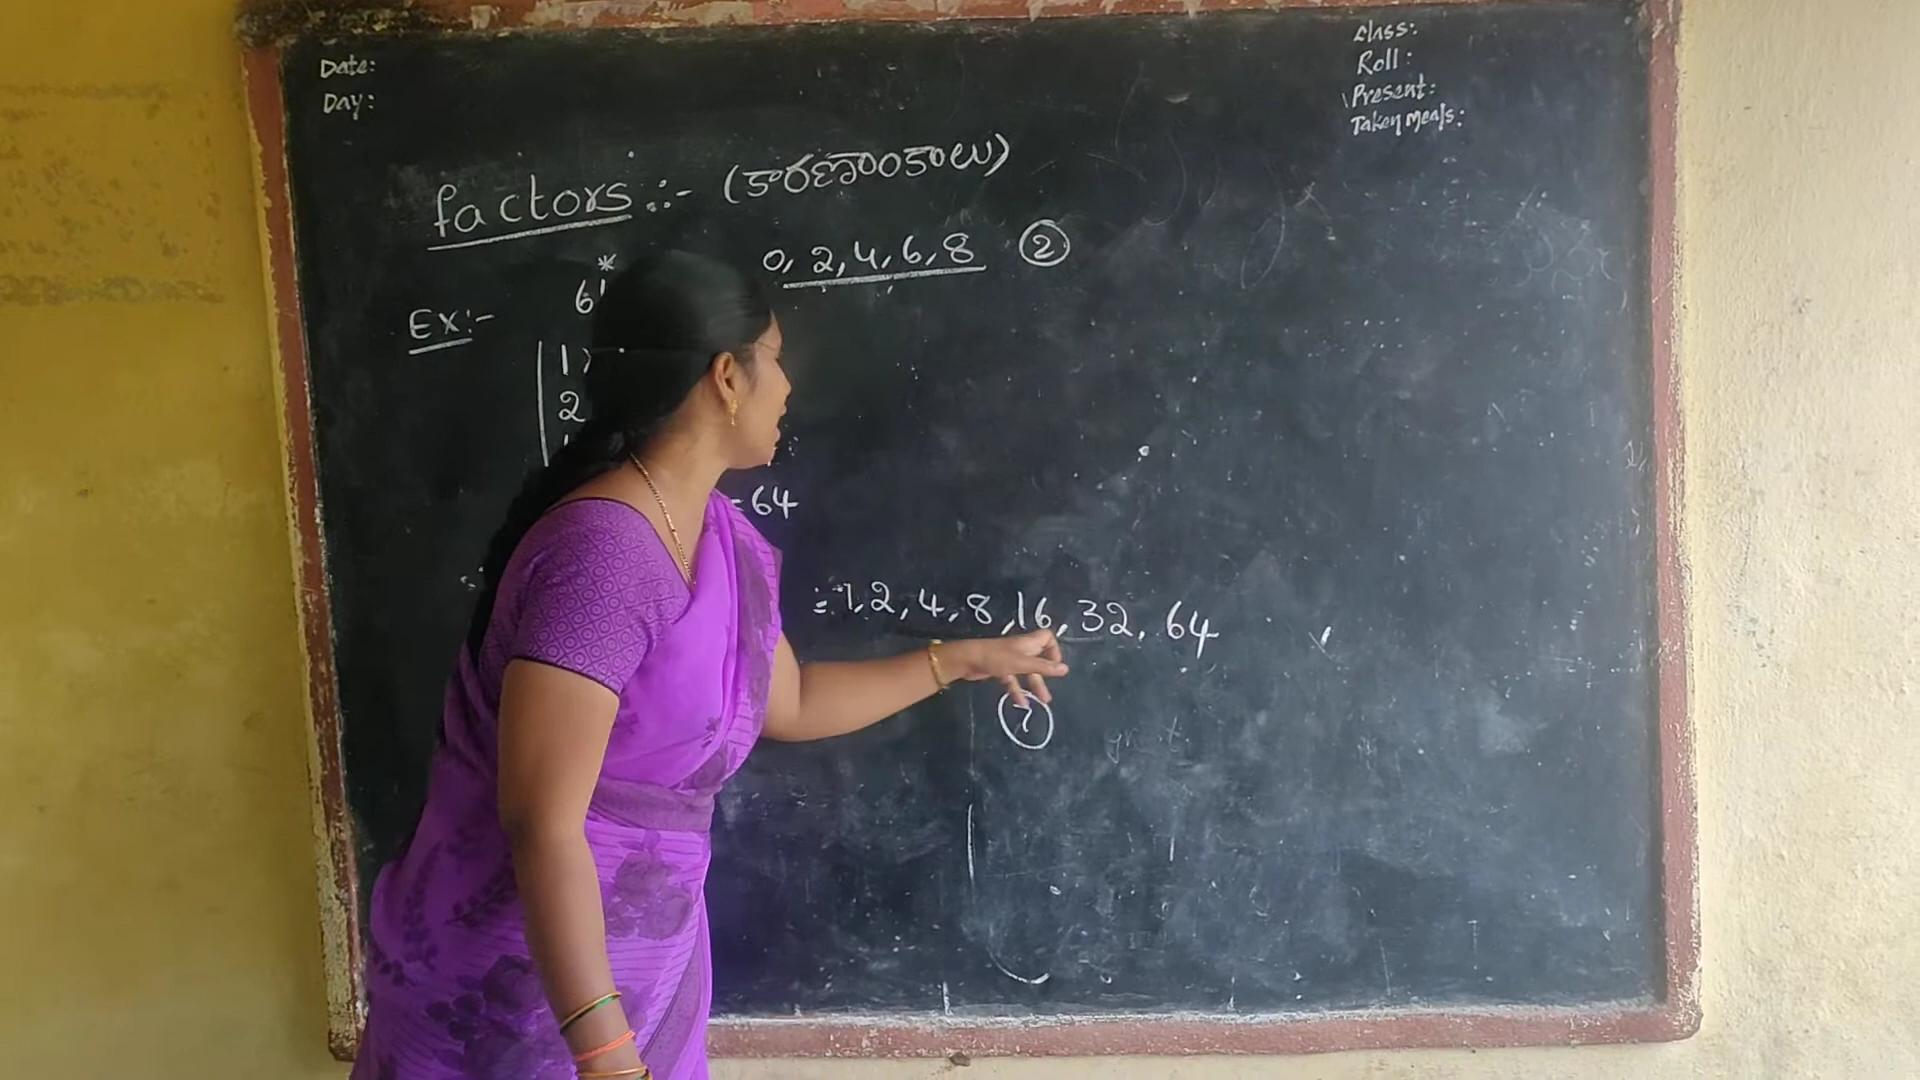 Date:
Day:
Class:
Roll:
Present:
Taken Meals:
factors :- (కారణాంకాలు)
0, 2, 4, 6, 8 ②
Ex:-
*
6
1
2
= 64
= 1, 2, 4, 8, 16, 32, 64
⑦